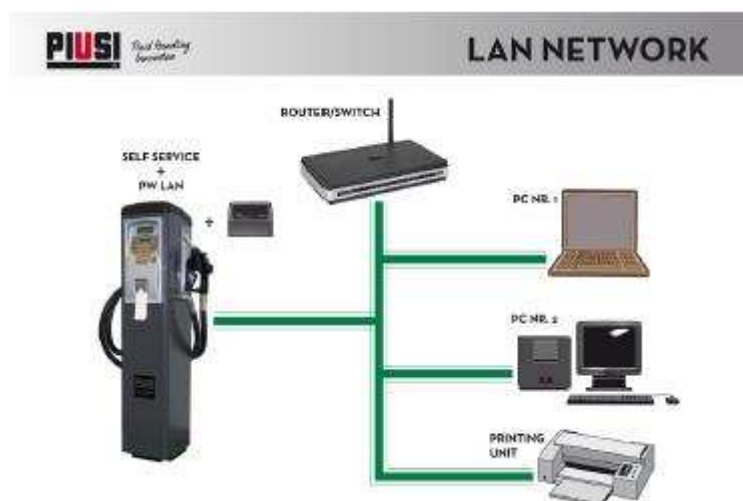 PIUSI
Fluid Handling
Innovation
LAN NETWORK
ROUTER/SWITCH
SELF SERVICE
+
PW LAN
+
PC NR. 1
PC NR. 2
PRINTING
UNIT